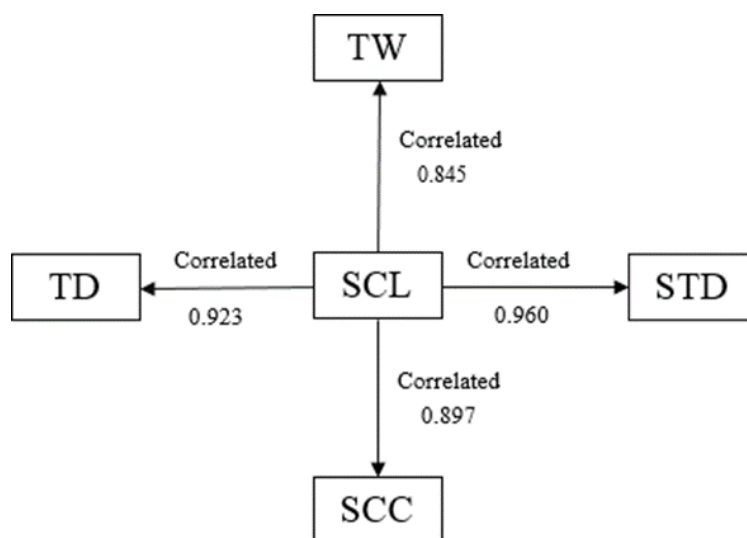 TW
Correlated
0.845
Correlated
Correlated
TD
SCL
STD
0.923
0.960
Correlated
0.897
SCC